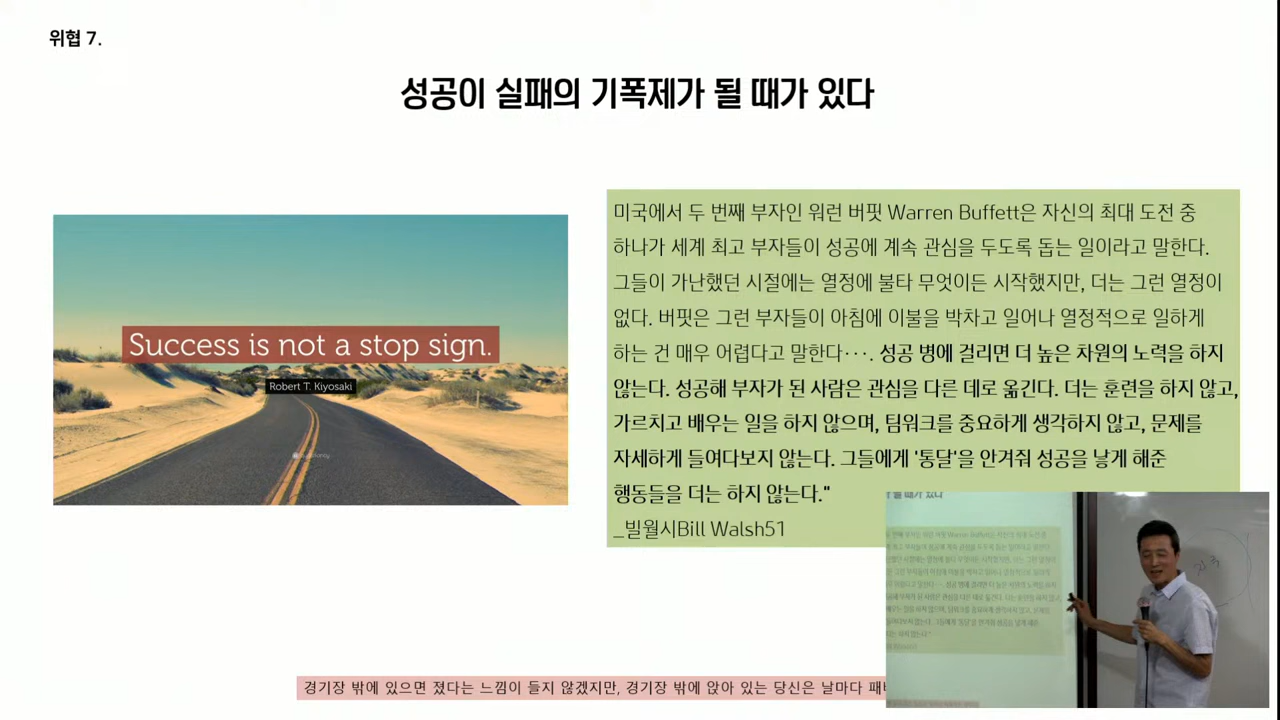 위협 7.
성공이 실패의 기폭제가 될 때가 있다
Success is not a stop sign.
Robert T. Kiyosaki
미국에서 두 번째 부자인 워런 버핏 Warren Buffett은 자신의 최대 도전 중
하나가 세계 최고 부자들이 성공에 계속 관심을 두도록 돕는 일이라고 말한다.
그들이 가난했던 시절에는 열정에 불타 무엇이든 시작했지만, 더는 그런 열정이
없다. 버핏은 그런 부자들이 아침에 이불을 박차고 일어나 열정적으로 일하게
하는 건 매우 어렵다고 말한다···. 성공 병에 걸리면 더 높은 차원의 노력을 하지
않는다. 성공해 부자가 된 사람은 관심을 다른 데로 옮긴다. 더는 훈련을 하지 않고,
가르치고 배우는 일을 하지 않으며, 팀워크를 중요하게 생각하지 않고, 문제를
자세하게 들여다보지 않는다. 그들에게 '통달'을 안겨줘 성공을 낳게 해준
행동들을 더는 하지 않는다."
_빌월시Bill Walsh51
경기장 밖에 있으면 졌다는 느낌이 들지 않겠지만, 경기장 밖에 앉아 있는 당신은 날마다